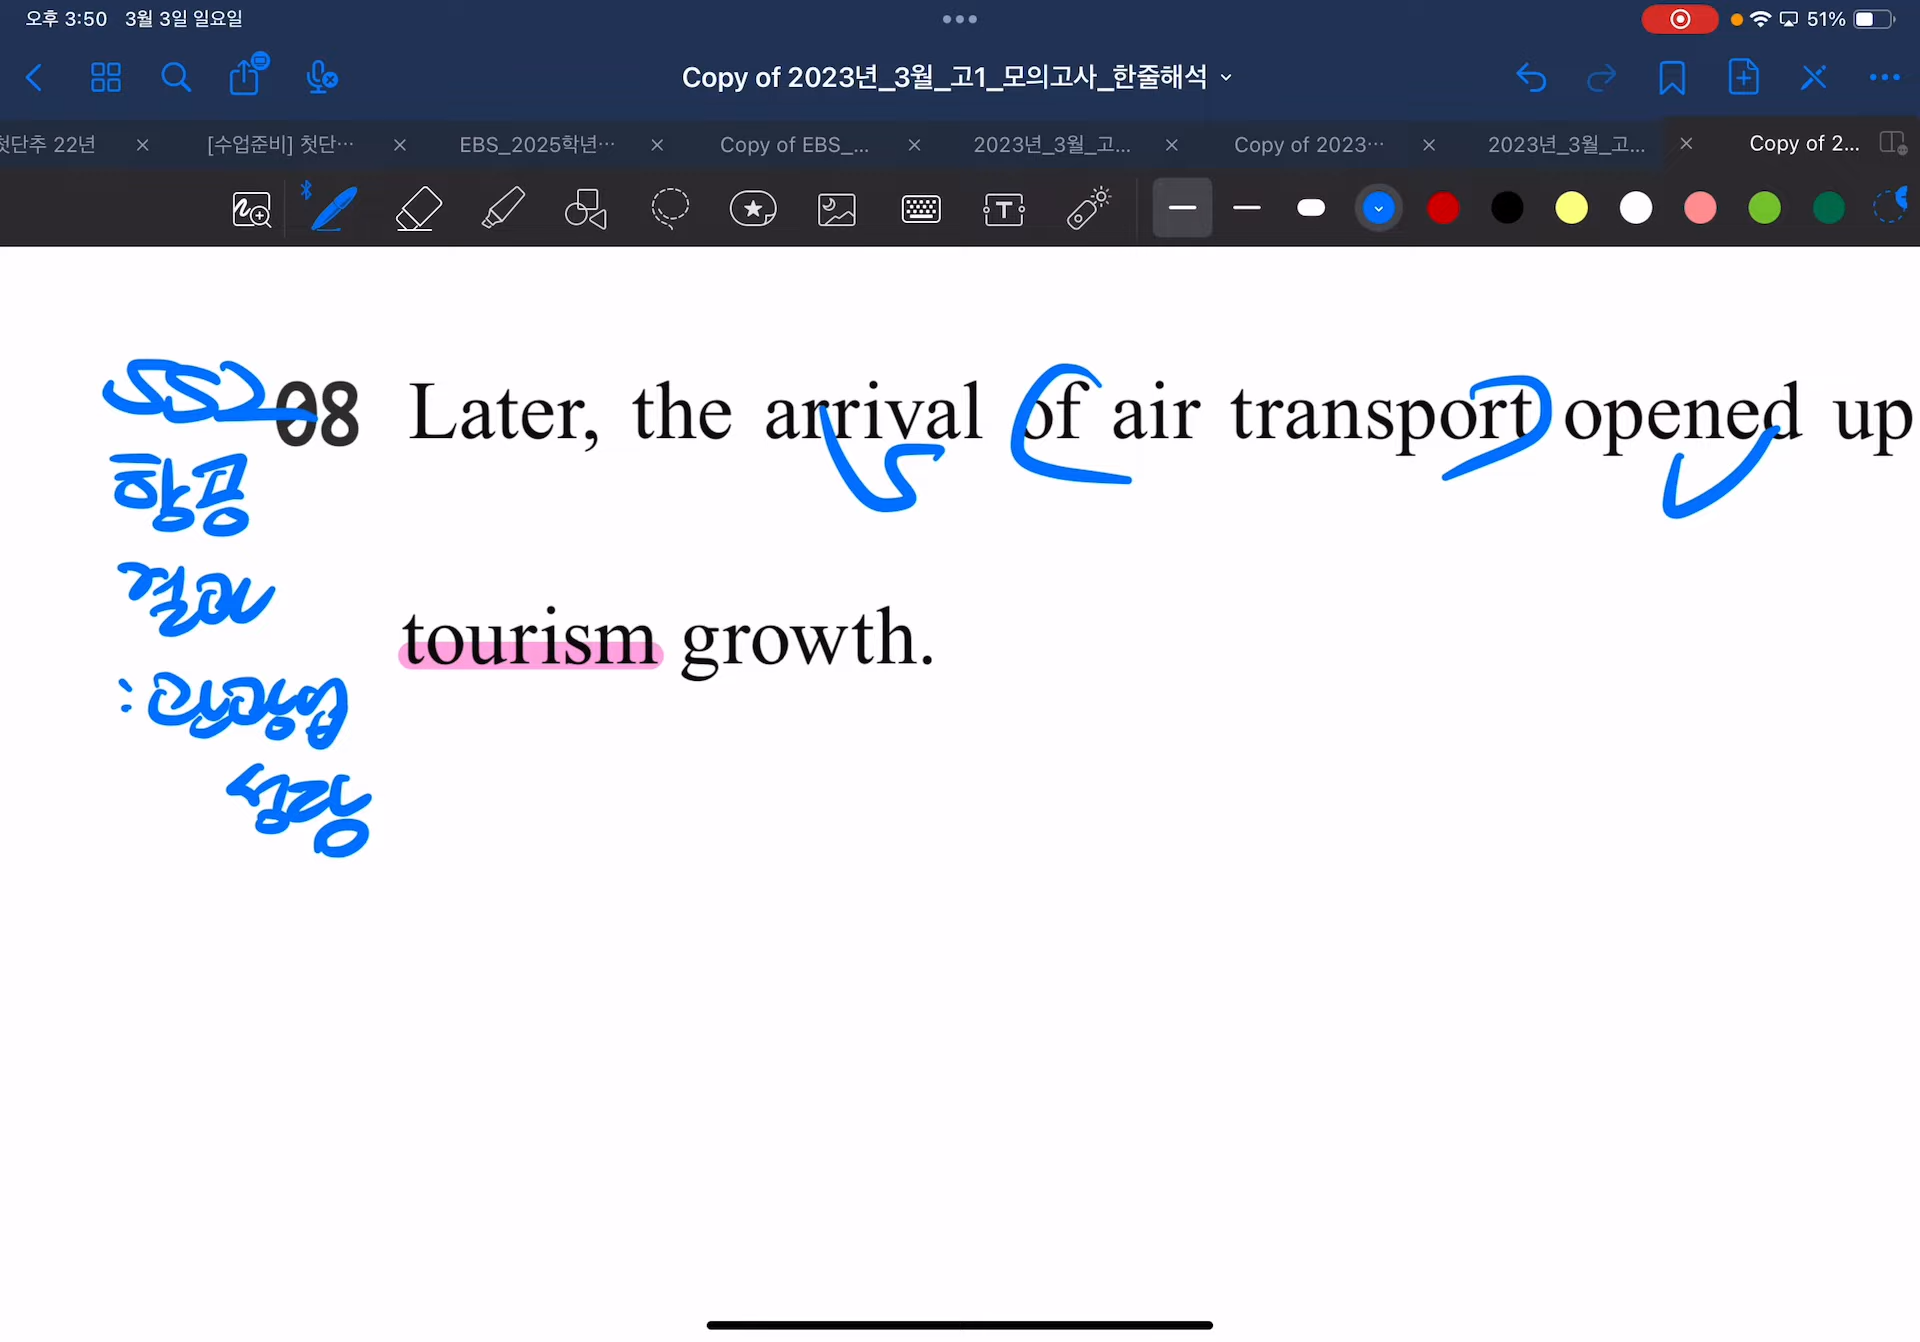 오후 3:50 3월 3일 일요일
51%
Copy of 2023년_3월_고1_모의고사_한줄해석
첫단추 22년
[수업준비] 첫단…
EBS_2025학년…
Copy of EBS_...
2023년_3월_고...
Copy of 2023…
2023년_3월_고...
Copy of 2...
SS2
08 Later, the arrival of air transport opened up
항공
결과
tourism growth.
: 관광업
성장